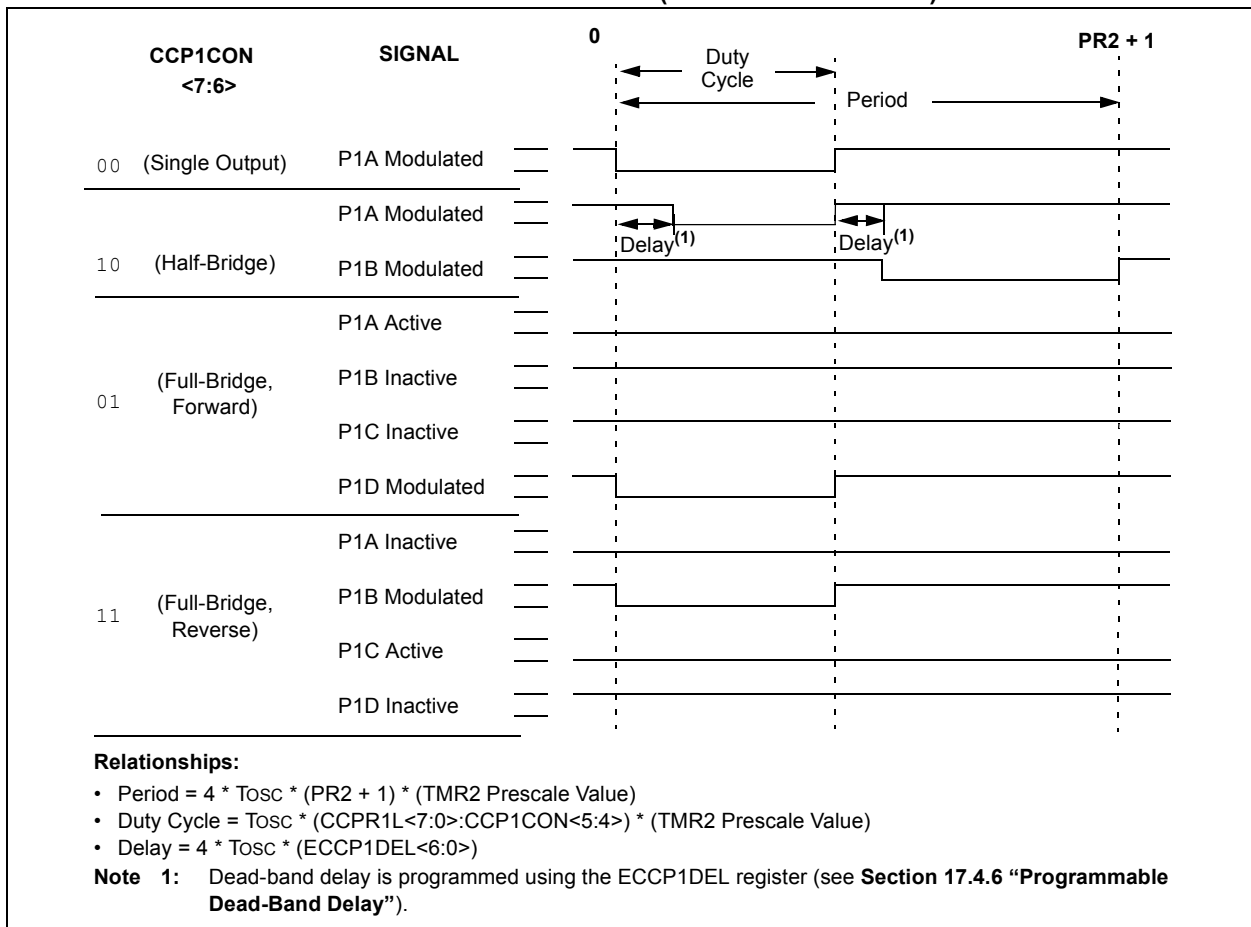 0
PR2 + 1
CCP1CON
<7:6>
SIGNAL
Duty
Cycle
Period
00 (Single Output) P1A Modulated
P1A Modulated
Delay(1) Delay(1)
10 (Half-Bridge) P1B Modulated
P1A Active
01 (Full-Bridge,
Forward)
P1B Inactive
P1C Inactive
P1D Modulated
P1A Inactive
11 (Full-Bridge,
Reverse)
P1B Modulated
P1C Active
P1D Inactive
Relationships:
• Period = 4 * TOSC * (PR2 + 1) * (TMR2 Prescale Value)
• Duty Cycle = TOSC * (CCPR1L<7:0>:CCP1CON<5:4>) * (TMR2 Prescale Value)
• Delay = 4 * TOSC * (ECCP1DEL<6:0>)
Note 1: Dead-band delay is programmed using the ECCP1DEL register (see Section 17.4.6 “Programmable
Dead-Band Delay”).